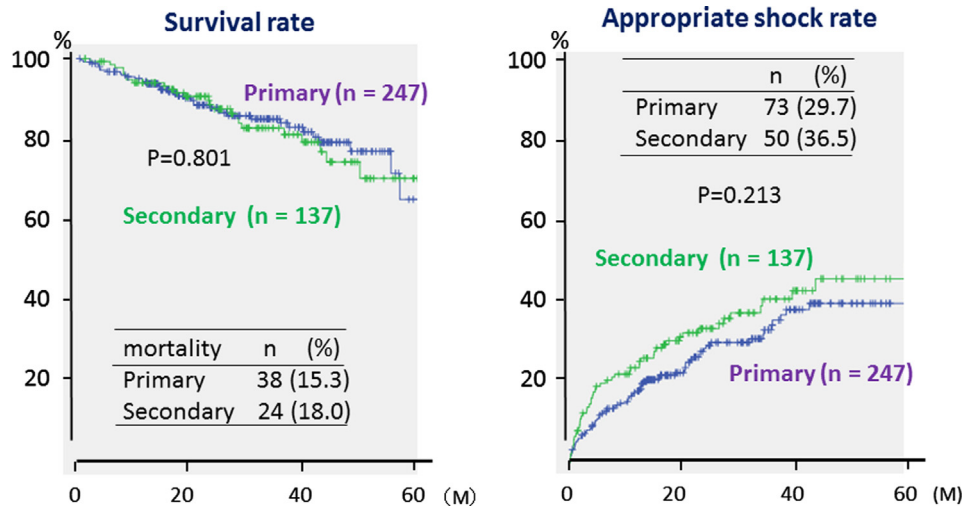 Survival rate
%
100
80
60
40
20
Primary (n = 247)
P=0.801
Secondary (n = 137)
mortality n (%)
Primary 38 (15.3)
Secondary 24 (18.0)
0 20 40 60 (M)
Appropriate shock rate
%
100
80
60
40
20
n (%)
Primary 73 (29.7)
Secondary 50 (36.5)
P=0.213
Secondary (n = 137)
Primary (n = 247)
0 20 40 60 (M)